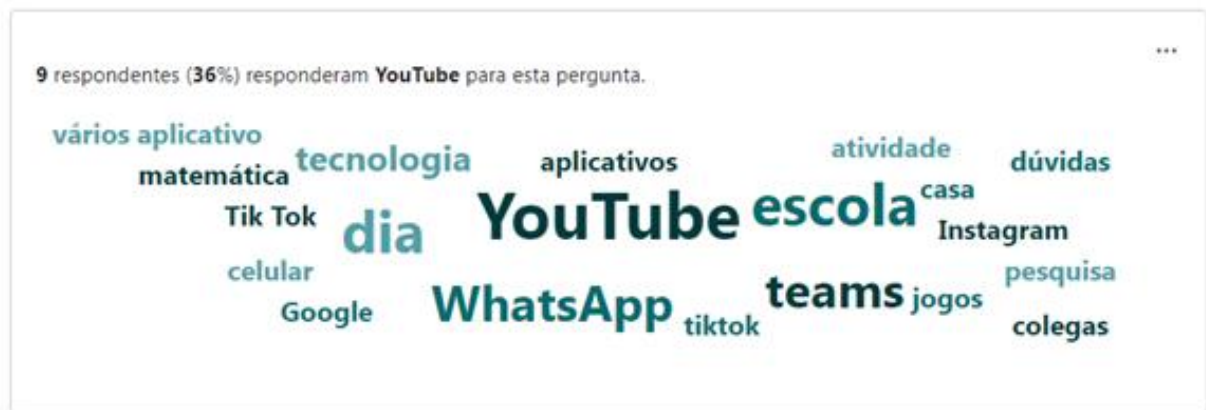 ...
9 respondentes (36%) responderam YouTube para esta pergunta.
vários aplicativo
matemática
tecnologia
aplicativos
atividade
dúvidas
Tik Tok
dia
YouTube
escola
casa
Instagram
celular
Google
WhatsApp
tiktok
teams
jogos
pesquisa
colegas